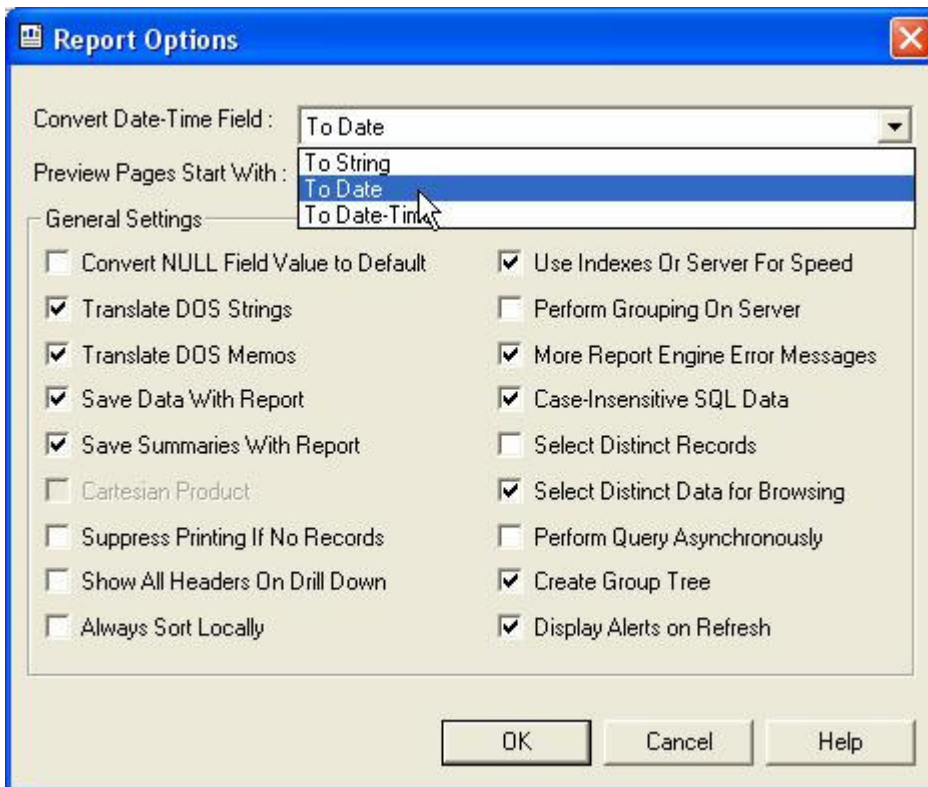 Report Options
Convert Date-Time Field : To Date
To String
Preview Pages Start With :
To Date
To Date-Time
General Settings
Convert NULL Field Value to Default
Use Indexes Or Server For Speed
Translate DOS Strings
Perform Grouping On Server
Translate DOS Memos
More Report Engine Error Messages
Save Data With Report
Case-Insensitive SQL Data
Save Summaries With Report
Select Distinct Records
Cartesian Product
Select Distinct Data for Browsing
Suppress Printing If No Records
Perform Query Asynchronously
Show All Headers On Drill Down
Create Group Tree
Always Sort Locally
Display Alerts on Refresh
OK
Cancel
Help